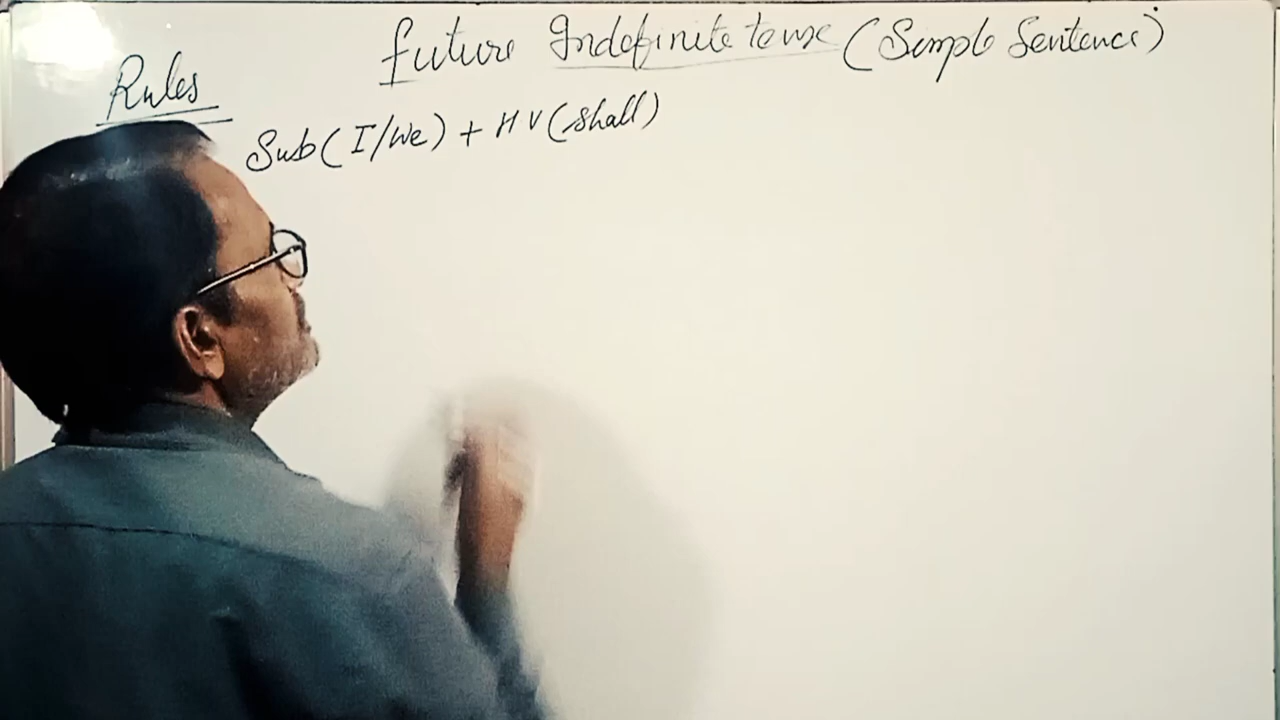 Future Indefinite tense (Simple Sentence)
Rules
Sub (I/We) + HV (shall)